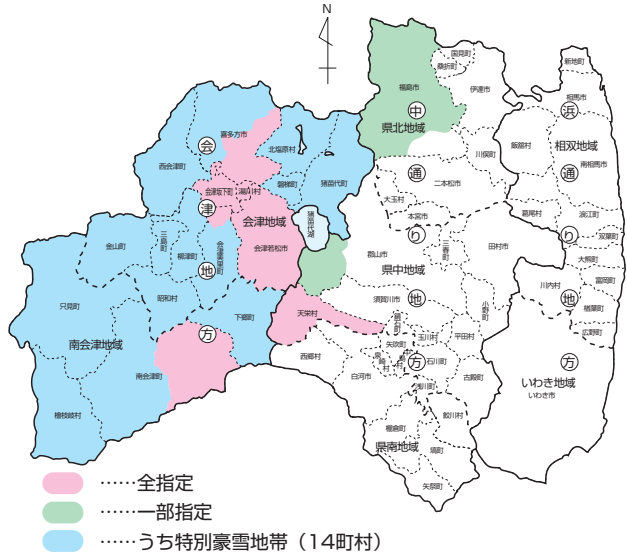 N
国見町
桑折町
新地町
福島市
伊達市
相馬市
中
県北地域
浜
喜多方市
会
北塩原村
川俣町
飯舘村
相双地域
西会津町
通
通
南相馬市
会津坂下町
湯川村
磐梯町
猪苗代町
二本松市
大玉村
本宮市
津
会津地域
猪苗代湖
葛尾村
浪江町
双葉町
金山町
三島町
柳津町
会津美里町
会津若松市
郡山市
り
三春町
田村市
り
大熊町
県中地域
富岡町
地
昭和村
只見町
天栄村
須賀川市
地
小野町
川内村
楢葉町
地
広野町
下郷町
鏡石町
玉川村
平田村
南会津地域
方
矢吹町
西郷村
泉崎村
中島村
方
石川町
方
南会津町
白河市
浅川町
古殿町
いわき地域
いわき市
檜枝岐村
鮫川村
棚倉町
県南地域
塙町
矢祭町
……全指定
……一部指定
……うち特別豪雪地帯（14町村）